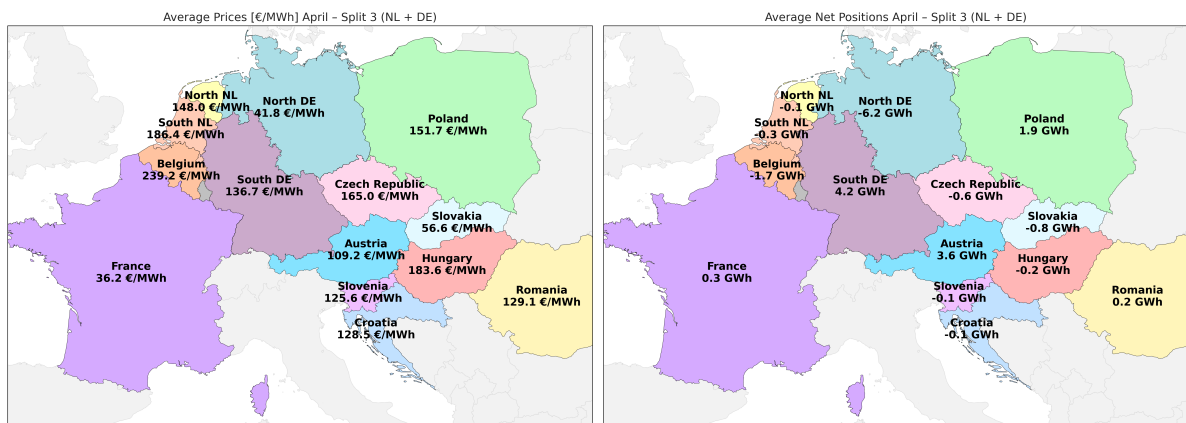 Average Prices [€/MWh] April – Split 3 (NL + DE)
North NL
148.0 €/MWh
North DE
41.8 €/MWh
South NL
186.4 €/MWh
Poland
151.7 €/MWh
Belgium
239.2 €/MWh
South DE
136.7 €/MWh
Czech Republic
165.0 €/MWh
Slovakia
56.6 €/MWh
Austria
109.2 €/MWh
Hungary
183.6 €/MWh
France
36.2 €/MWh
Slovenia
125.6 €/MWh
Romania
129.1 €/MWh
Croatia
128.5 €/MWh
Average Net Positions April – Split 3 (NL + DE)
North NL
-0.1 GWh
North DE
-6.2 GWh
South NL
-0.3 GWh
Poland
1.9 GWh
Belgium
-1.7 GWh
South DE
4.2 GWh
Czech Republic
-0.6 GWh
Slovakia
-0.8 GWh
Austria
3.6 GWh
Hungary
-0.2 GWh
France
0.3 GWh
Slovenia
-0.1 GWh
Romania
0.2 GWh
Croatia
-0.1 GWh